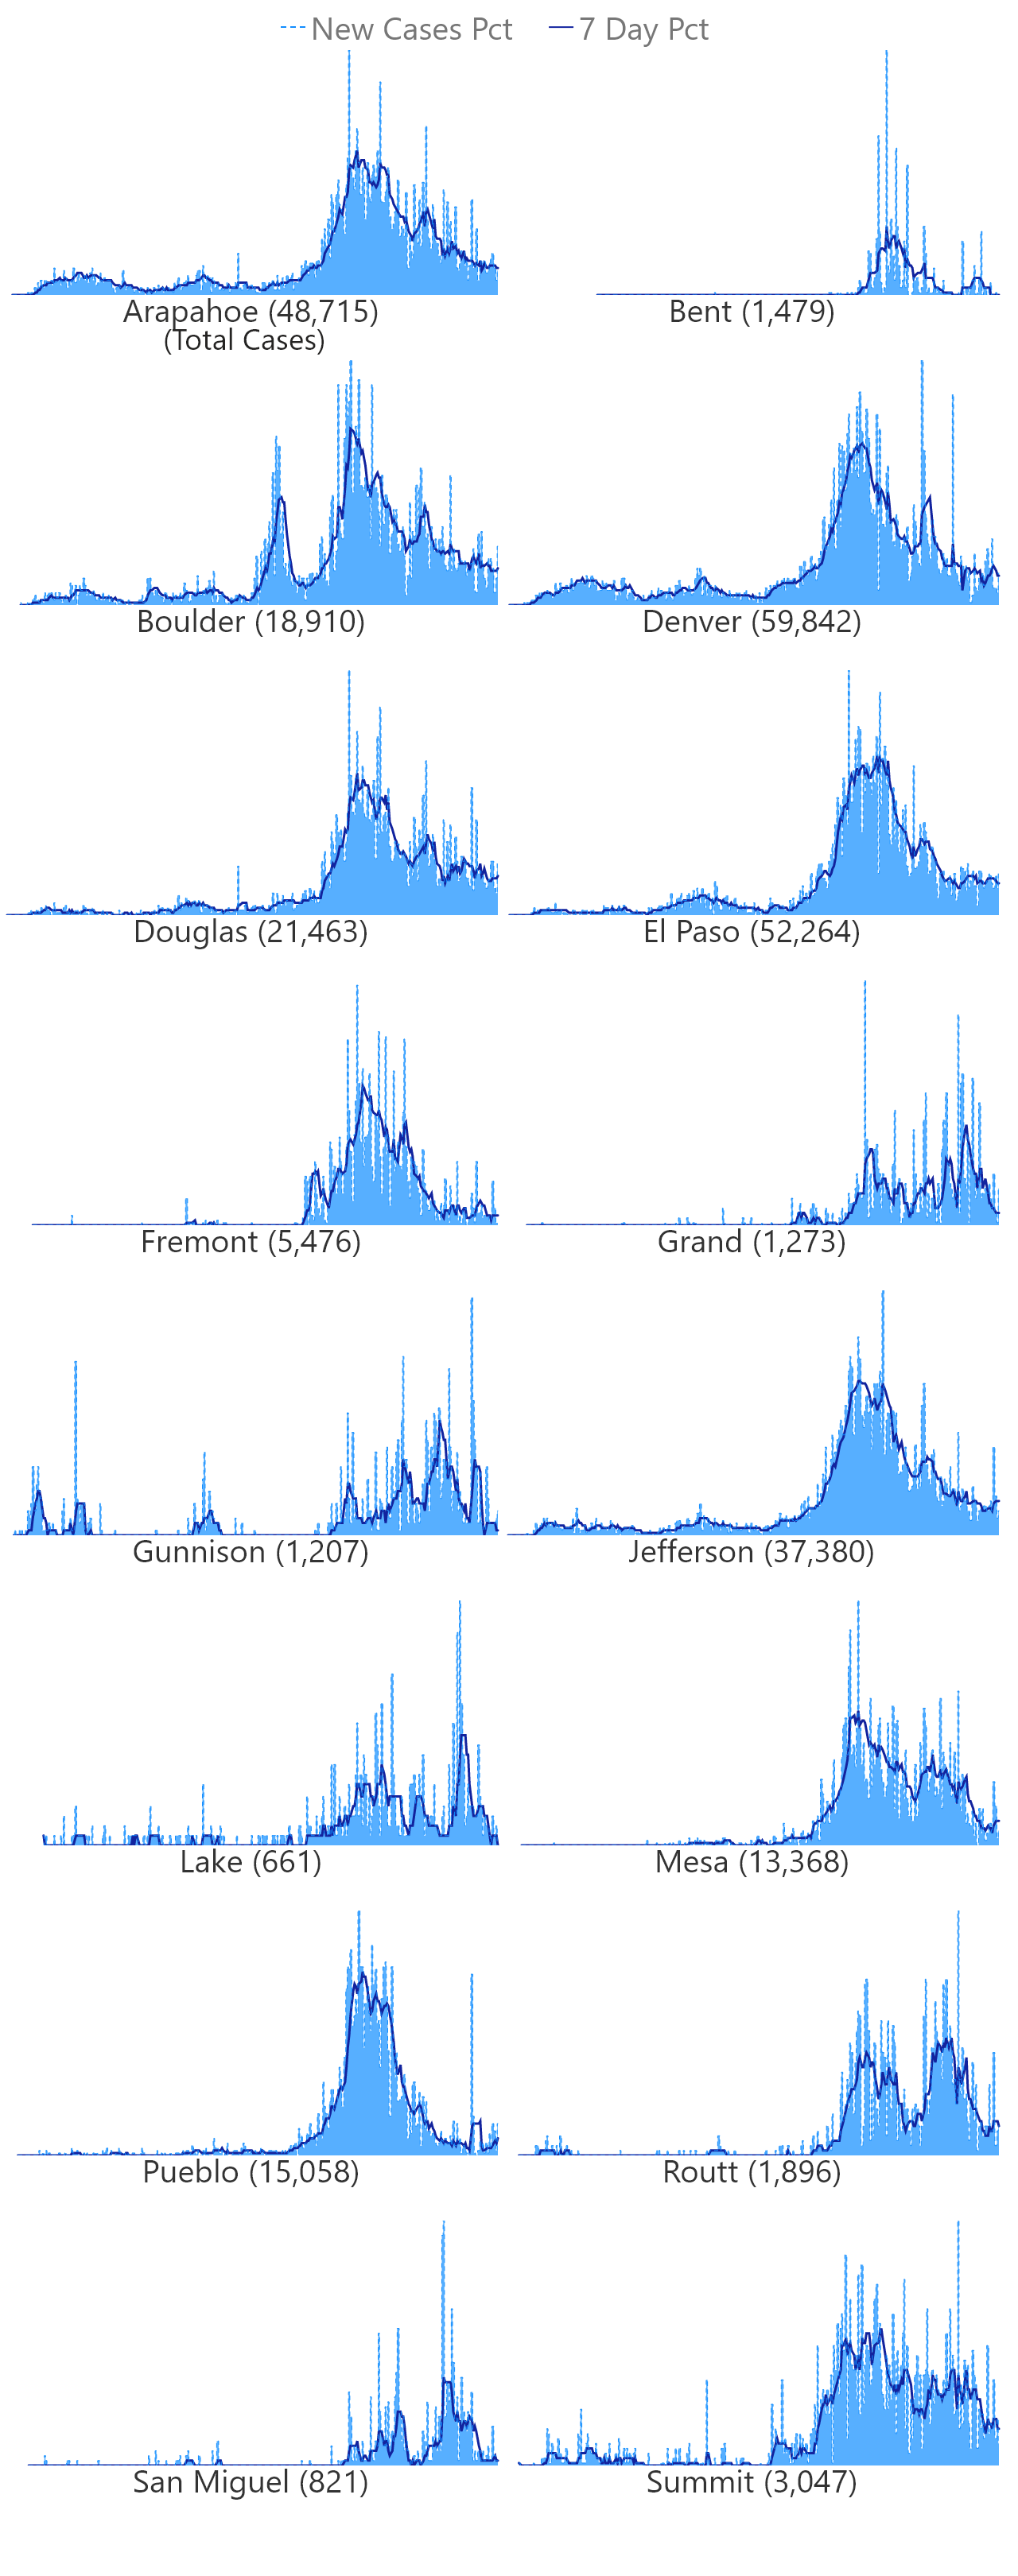 New Cases Pct 7 Day Pct
Arapahoe (48,715)
(Total Cases)
Bent (1,479)
Boulder (18,910)
Denver (59,842)
Douglas (21,463)
El Paso (52,264)
Fremont (5,476)
Grand (1,273)
Gunnison (1,207)
Jefferson (37,380)
Lake (661)
Mesa (13,368)
Pueblo (15,058)
Routt (1,896)
San Miguel (821)
Summit (3,047)